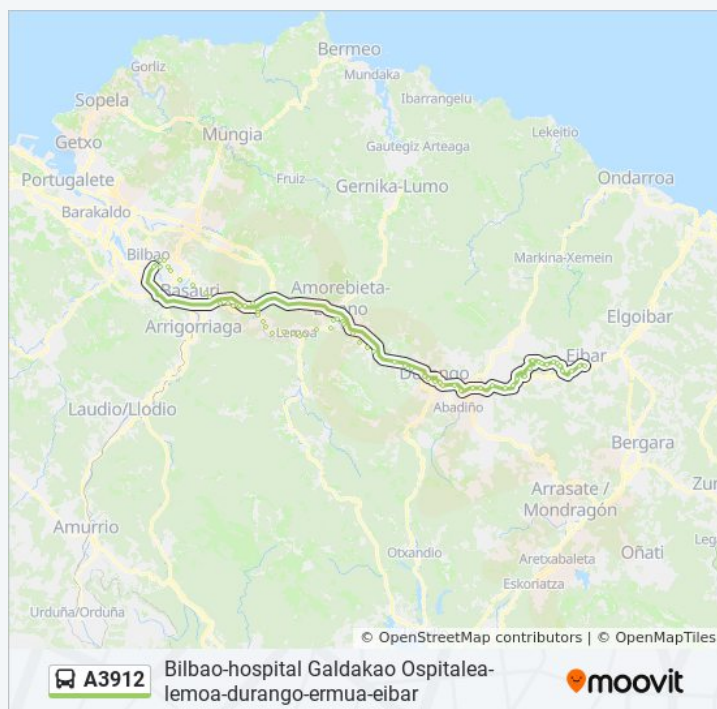 Bermeo
Gorliz
Mundaka
Sopela
Ibarrangelu
Mungia
Lekeitio
Getxo
Gautegiz Arteaga
Ondarroa
Portugalete
Fruiz
Gernika-Lumo
Barakaldo
Markina-Xemein
Bilbao
Elgoibar
Basauri
Amorebieta-
Arrigorriaga
Lemoa
Eibar
Abadiño
Laudio/Llodio
Bergara
Arrasate /
Mondragón
Amurrio
Oñati
Otxandio
Aretxabaleta
Eskoriatza
Urduña/Orduña
© OpenStreetMap contributors | © OpenMapTiles
A3912
Bilbao-hospital Galdakao Ospitalea-
lemoa-durango-ermua-eibar
moovit